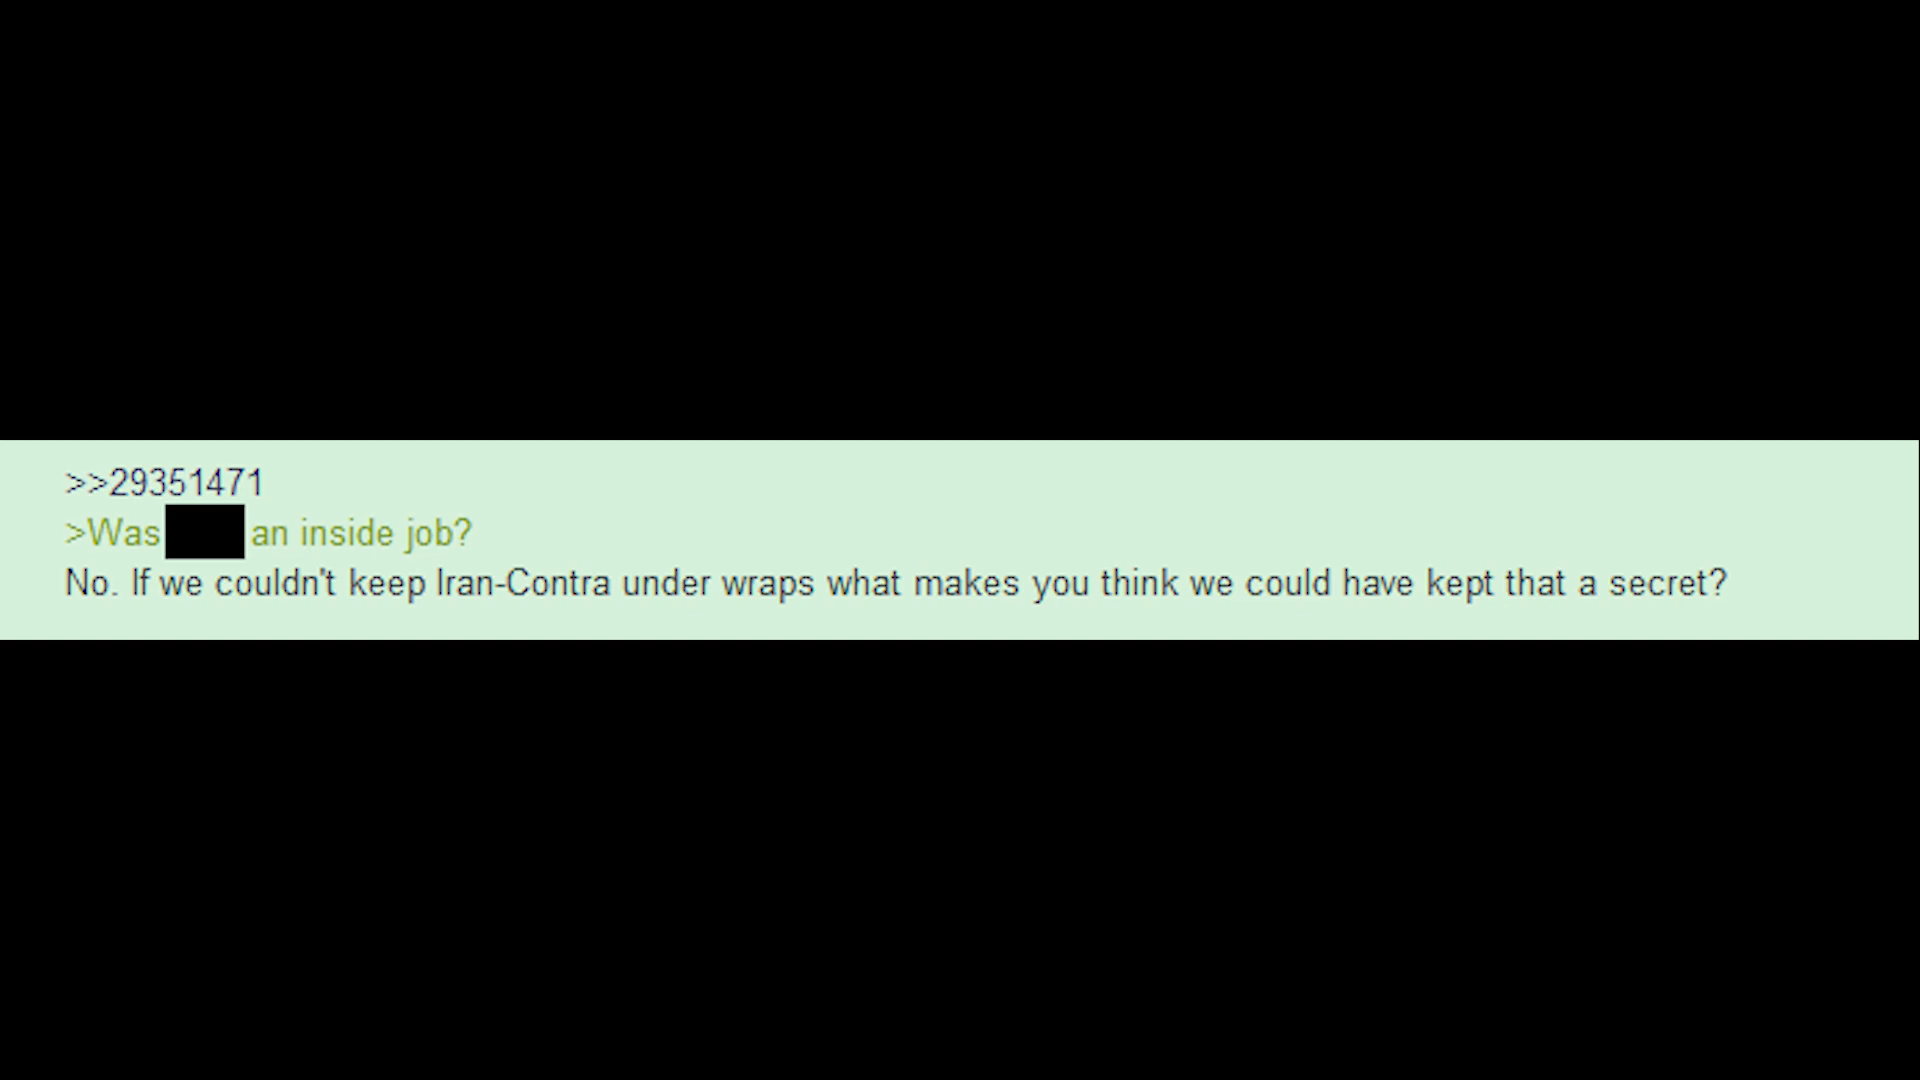 >>29351471
>Was an inside job?
No. If we couldn't keep Iran-Contra under wraps what makes you think we could have kept that a secret?